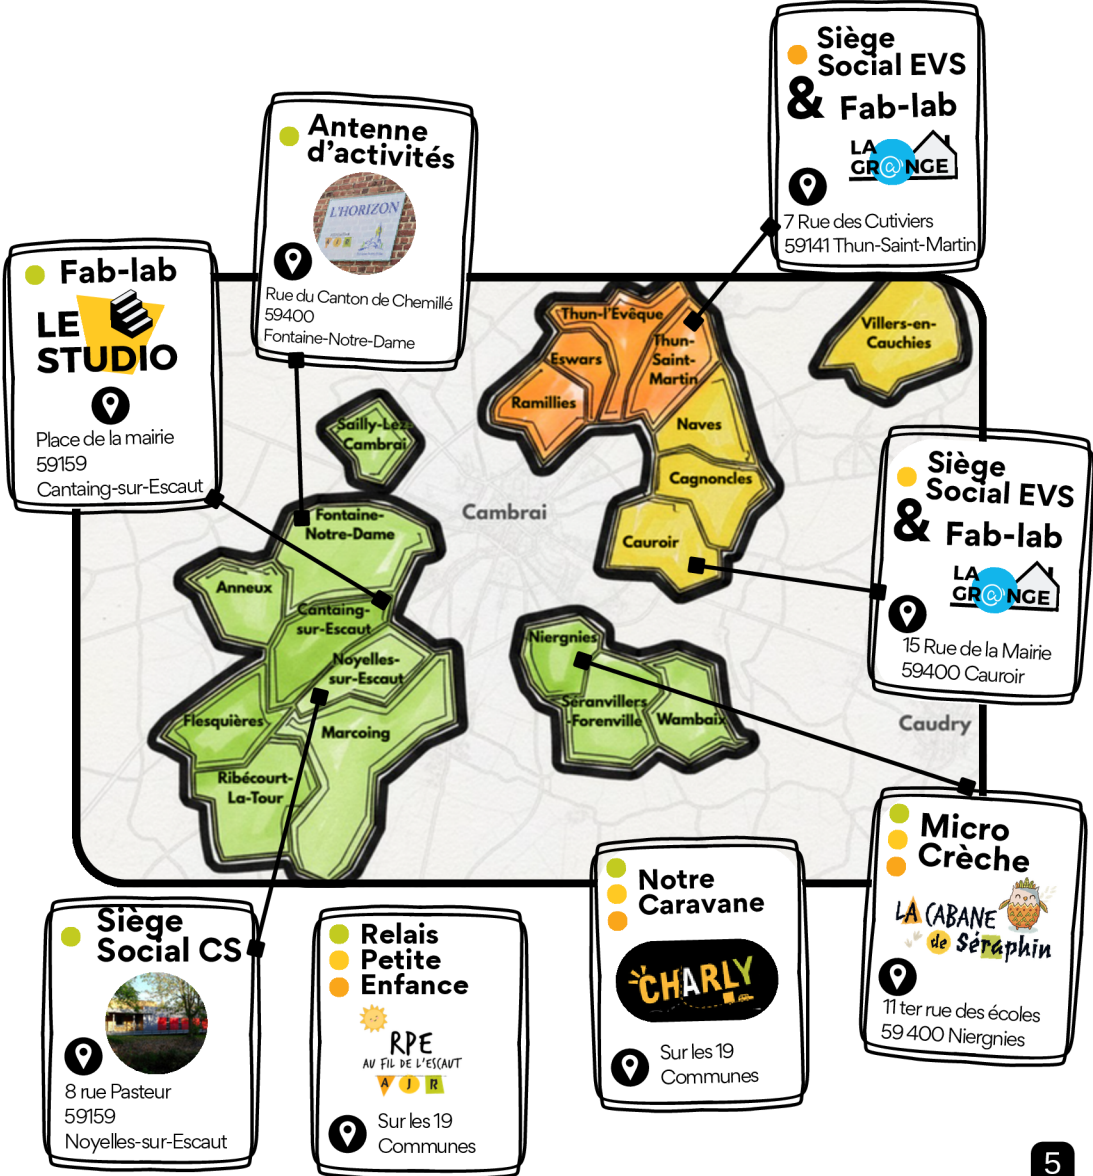 Siège
Social EVS
& Fab-lab
LA
GR@NGE
7 Rue des Cutiviers
59141 Thun-Saint-Martin
Antenne
d'activités
L'HORIZON
AJR
Rue du Canton de Chemillé
59400
Fontaine-Notre-Dame
Fab-lab
LE
STUDIO
Place de la mairie
59159
Cantaing-sur-Escaut
Thun-l'Évêque
Thun-
Saint-
Martin
Eswars
Ramillies
Villers-en-
Cauchies
Naves
Cagnoncles
Cauroir
Sailly-Lez-
Cambrai
Cambrai
Fontaine-
Notre-Dame
Anneux
Cantaing-
sur-Escaut
Noyelles-
sur-Escaut
Flesquières
Marcoing
Ribécourt-
La-Tour
Niergnies
Séranvillers
-Forenville
Wambaix
Caudry
Siège
Social EVS
& Fab-lab
LA
GR@NGE
15 Rue de la Mairie
59400 Cauroir
Micro
Crèche
LA CABANE
de Séraphin
11 ter rue des écoles
59 400 Niergnies
Notre
Caravane
CHARLY
Sur les 19
Communes
Relais
Petite
Enfance
RPE
AU FIL DE L'ESCAUT
AJR
Sur les 19
Communes
Siège
Social CS
8 rue Pasteur
59159
Noyelles-sur-Escaut
5